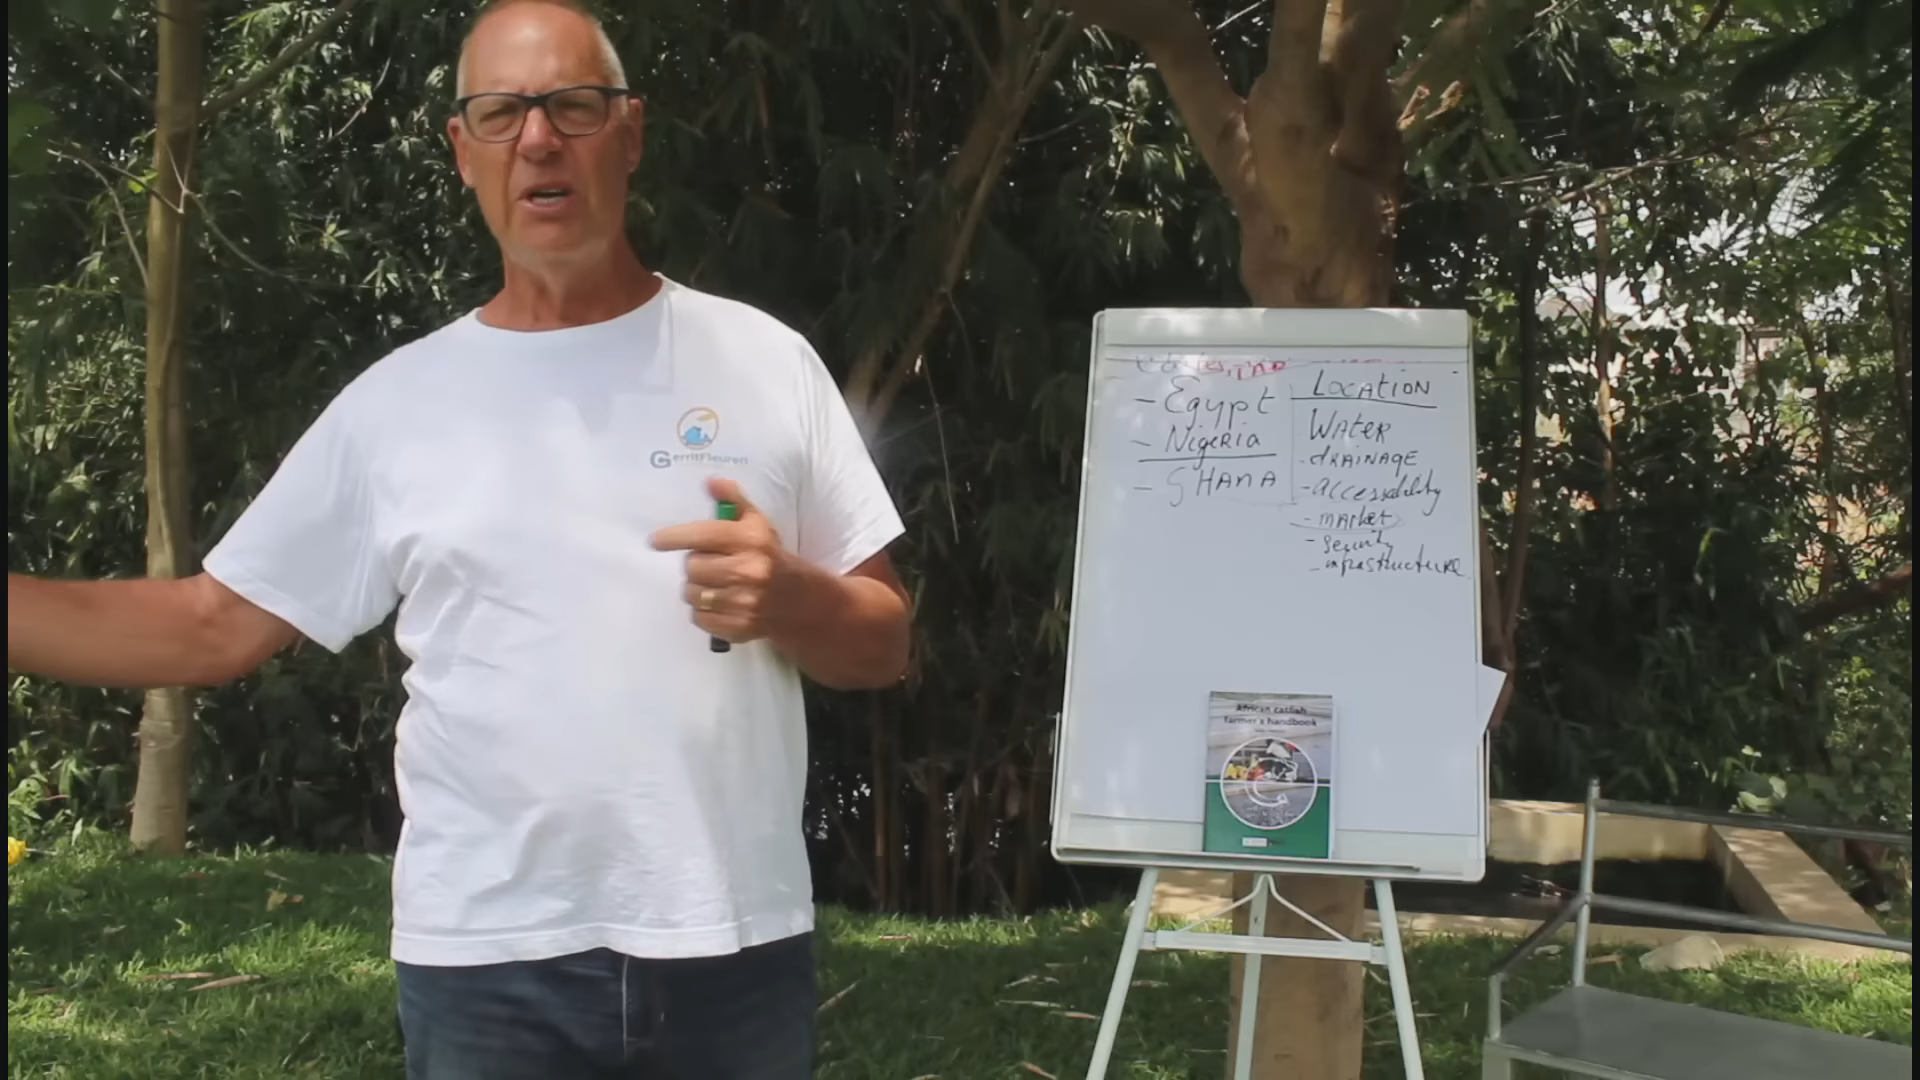 GerritFleuren
- Egypt
- Nigeria
- GHANA
LOCATION
WATER
- dRAINAGE
- accessability
- market
- security
- infrastructure
African catfish
farmer's handbook